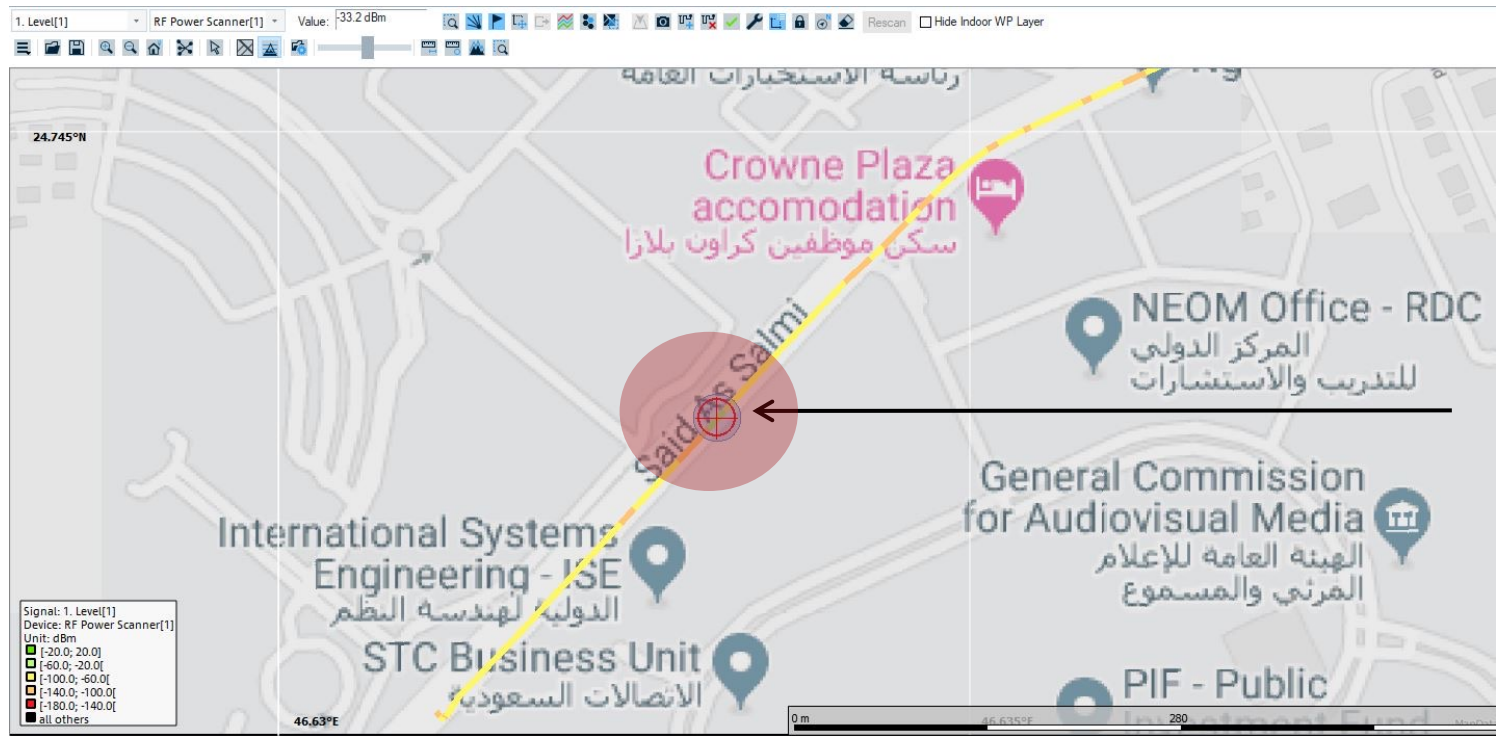 1. Level[1]
RF Power Scanner[1]
Value:
-33.2 dBm
Rescan
Hide Indoor WP Layer
رئاسة الاستخبارات العامة
24.745°N
Crowne Plaza
accomodation
سكن موظفين كراون بلازا
NEOM Office - RDC
المركز الدولي
للتدريب والاستشارات
Said As Salmi
General Commission
for Audiovisual Media
الهيئة العامة للإعلام
المرئي والمسموع
International Systems
Engineering - ISE
الدولية لهندسة النظم
STC Business Unit
الاتصالات السعودية
PIF - Public
Investment Fund
Signal: 1. Level[1]
Device: RF Power Scanner[1]
Unit: dBm
[-20.0; 20.0]
[-60.0; -20.0[
[-100.0; -60.0[
[-140.0; -100.0[
[-180.0; -140.0[
all others
46.63°E
0 m
46.635°E
280